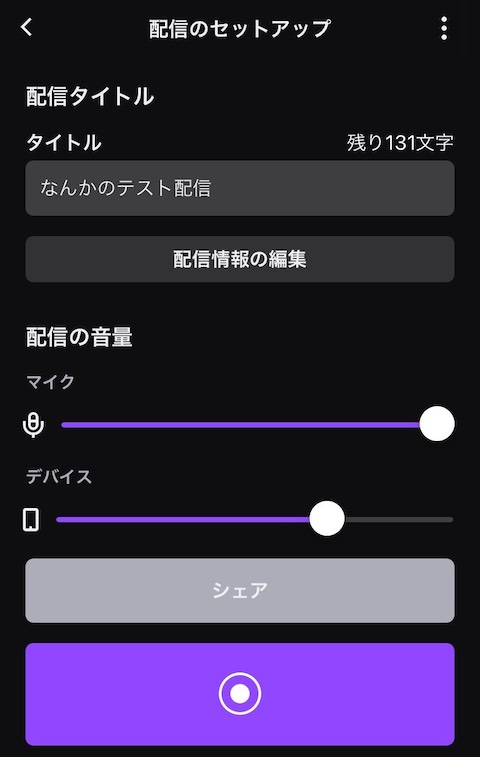 配信のセットアップ
配信タイトル
タイトル 残り131文字
なんかのテスト配信
配信情報の編集
配信の音量
マイク
デバイス
シェア